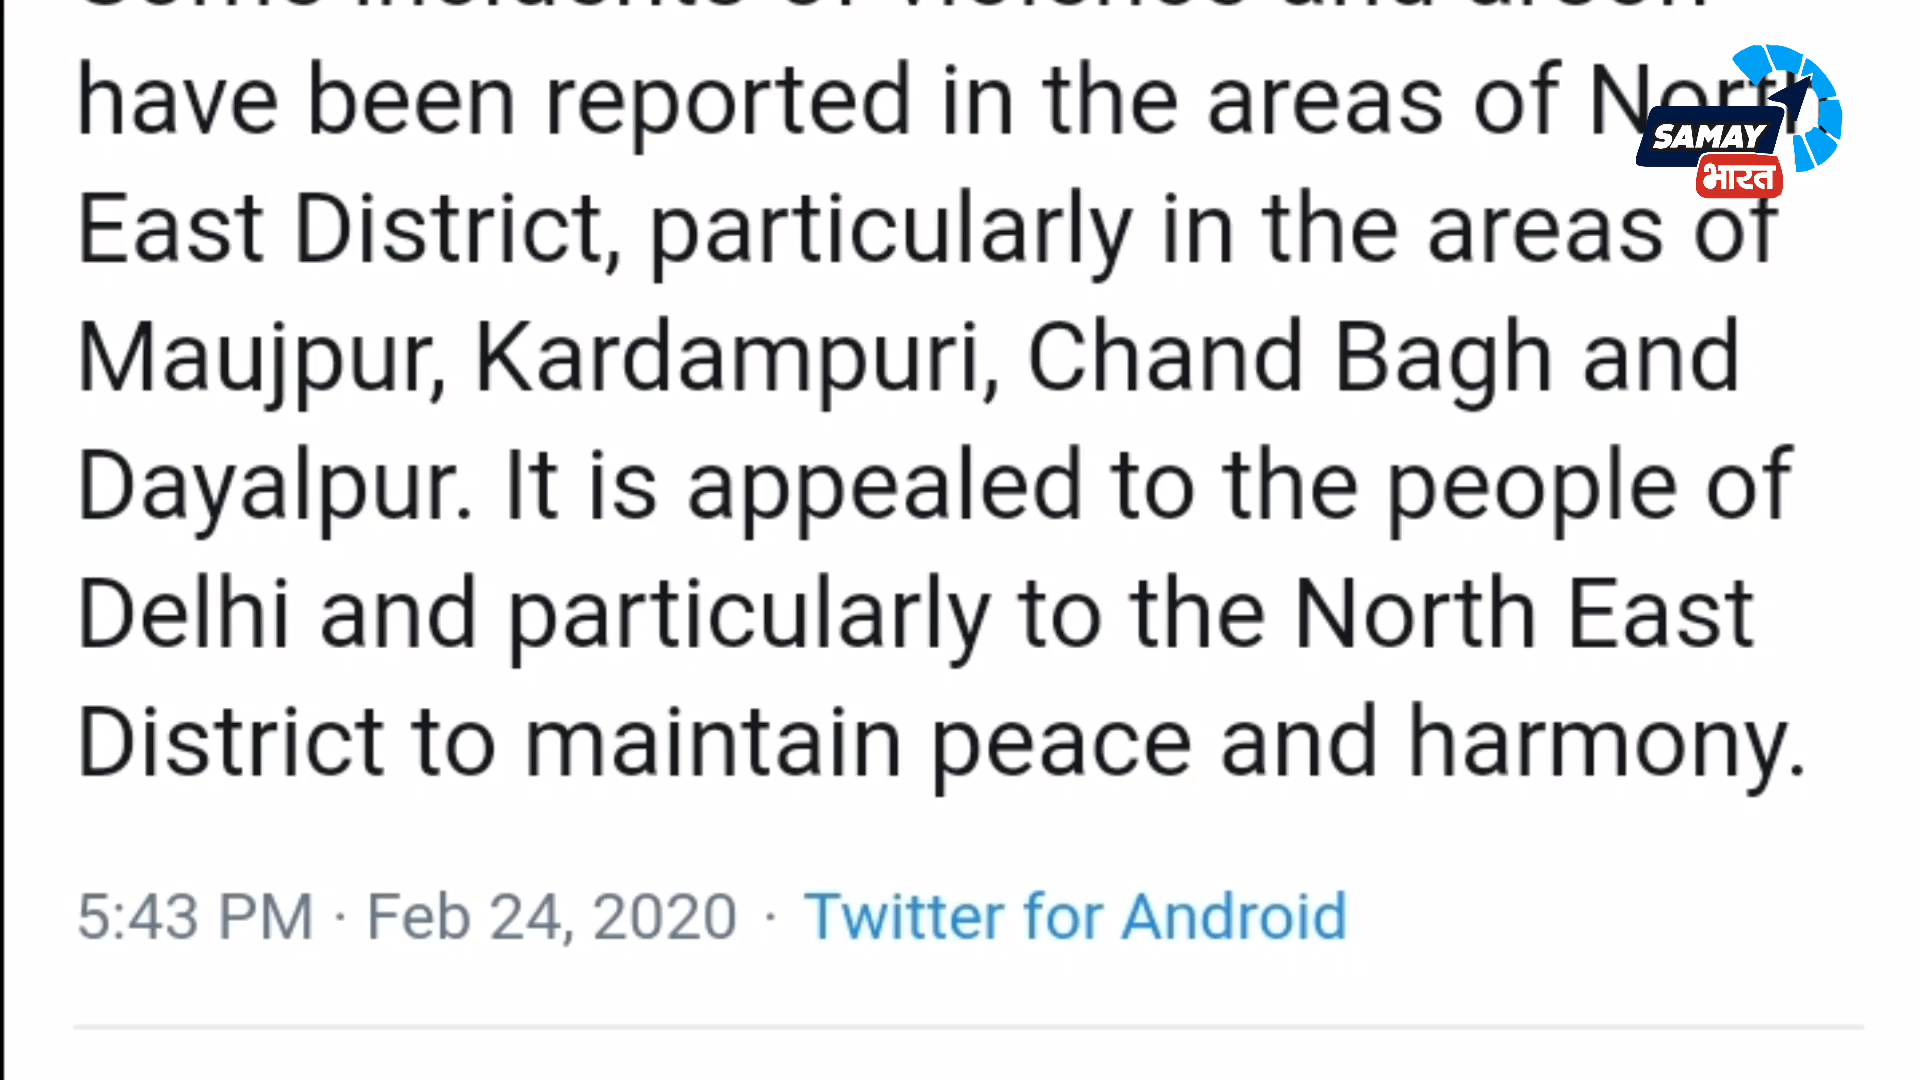 have been reported in the areas of North
East District, particularly in the areas of
Maujpur, Kardampuri, Chand Bagh and
Dayalpur. It is appealed to the people of
Delhi and particularly to the North East
District to maintain peace and harmony.
5:43 PM · Feb 24, 2020 · Twitter for Android
SAMAY
भारत